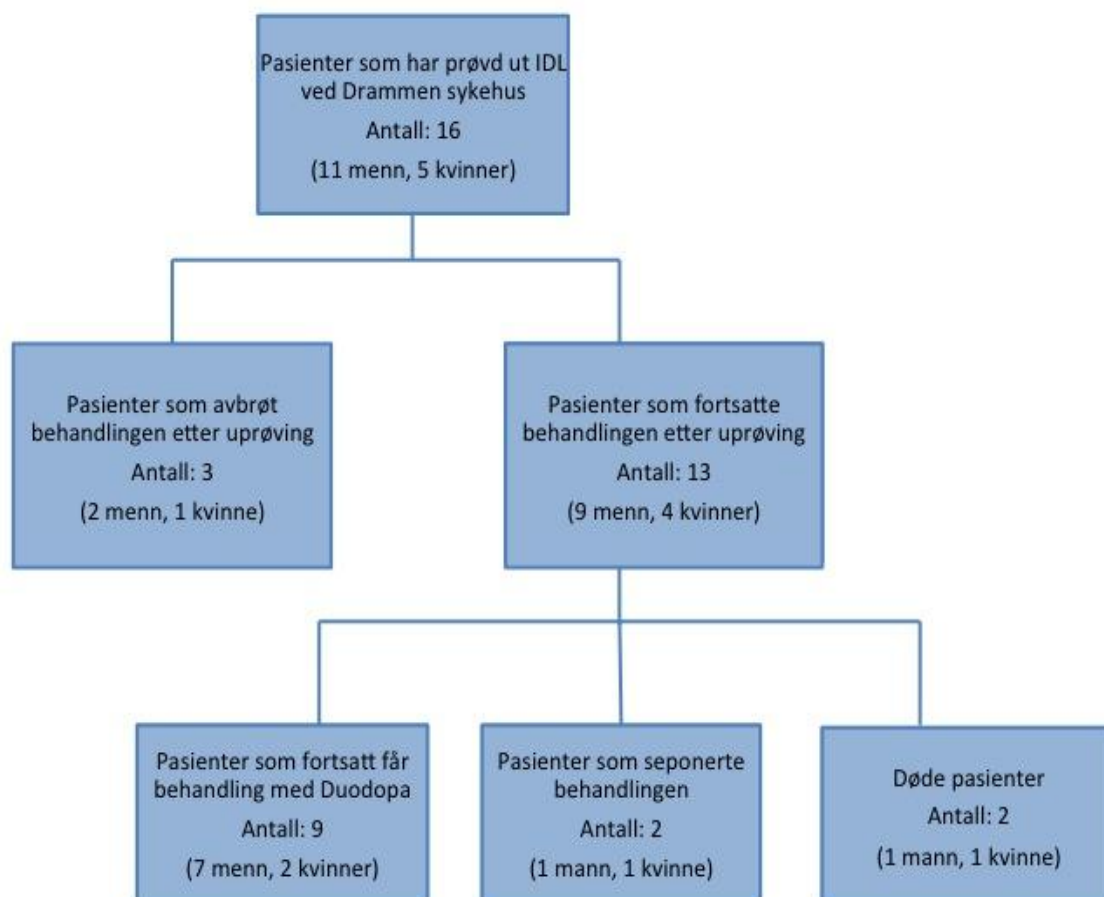 Pasienter som har prøvd ut IDL
ved Drammen sykehus
Antall: 16
(11 menn, 5 kvinner)
Pasienter som avbrøt
behandlingen etter uprøving
Antall: 3
(2 menn, 1 kvinne)
Pasienter som fortsatte
behandlingen etter uprøving
Antall: 13
(9 menn, 4 kvinner)
Pasienter som fortsatt får
behandling med Duodopa
Antall: 9
(7 menn, 2 kvinner)
Pasienter som seponerte
behandlingen
Antall: 2
(1 mann, 1 kvinne)
Døde pasienter
Antall: 2
(1 mann, 1 kvinne)